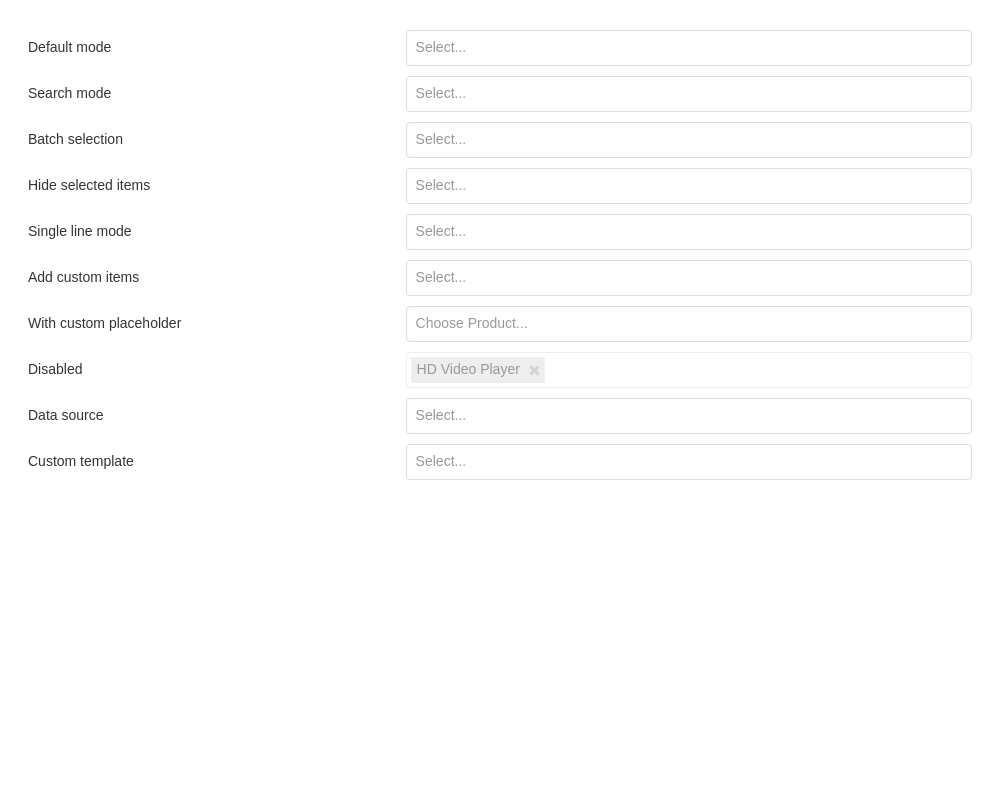 Default mode Select...
Search mode Select...
Batch selection Select...
Hide selected items Select...
Single line mode Select...
Add custom items Select...
With custom placeholder Choose Product...
Disabled HD Video Player
Data source Select...
Custom template Select...